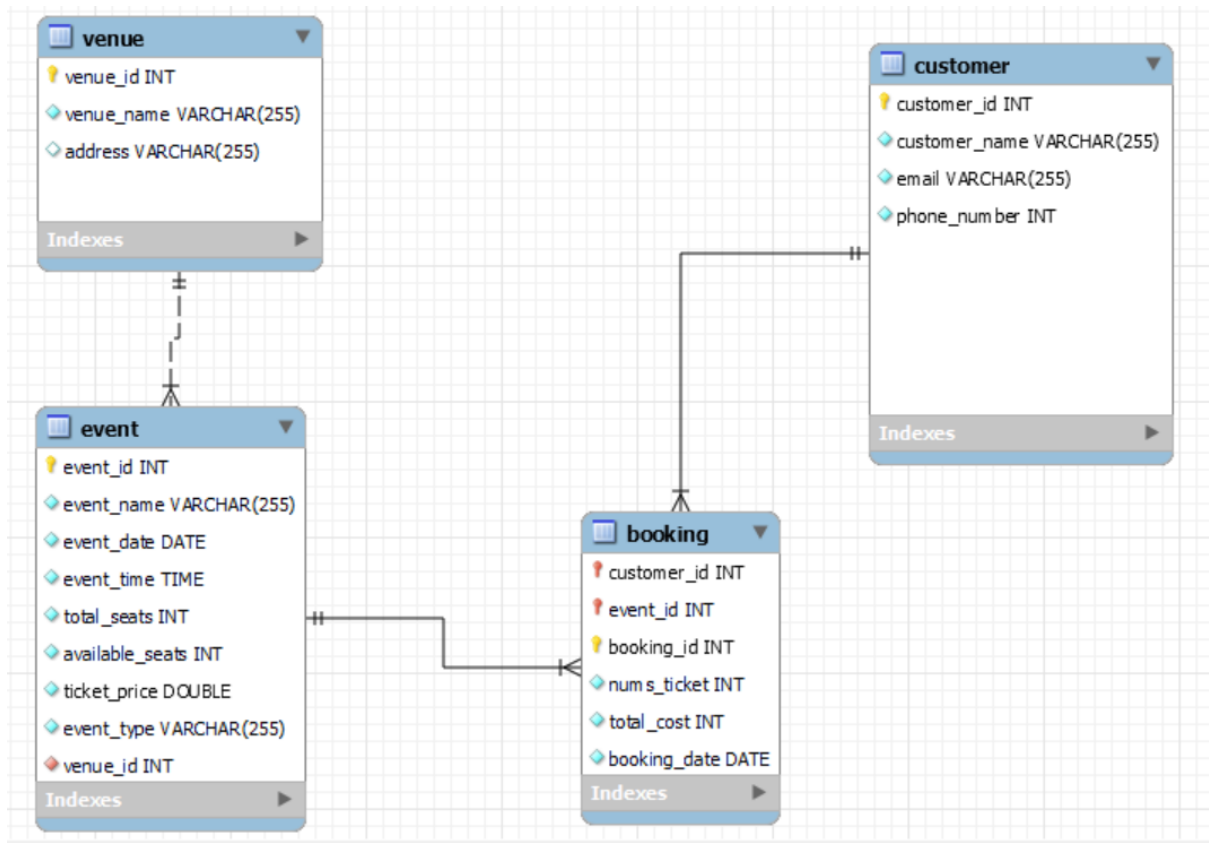 venue
venue_id INT
venue_name VARCHAR(255)
address VARCHAR(255)
Indexes
customer
customer_id INT
customer_name VARCHAR(255)
email VARCHAR(255)
phone_number INT
Indexes
event
event_id INT
event_name VARCHAR(255)
event_date DATE
event_time TIME
total_seats INT
available_seats INT
ticket_price DOUBLE
event_type VARCHAR(255)
venue_id INT
Indexes
booking
customer_id INT
event_id INT
booking_id INT
nums_ticket INT
total_cost INT
booking_date DATE
Indexes